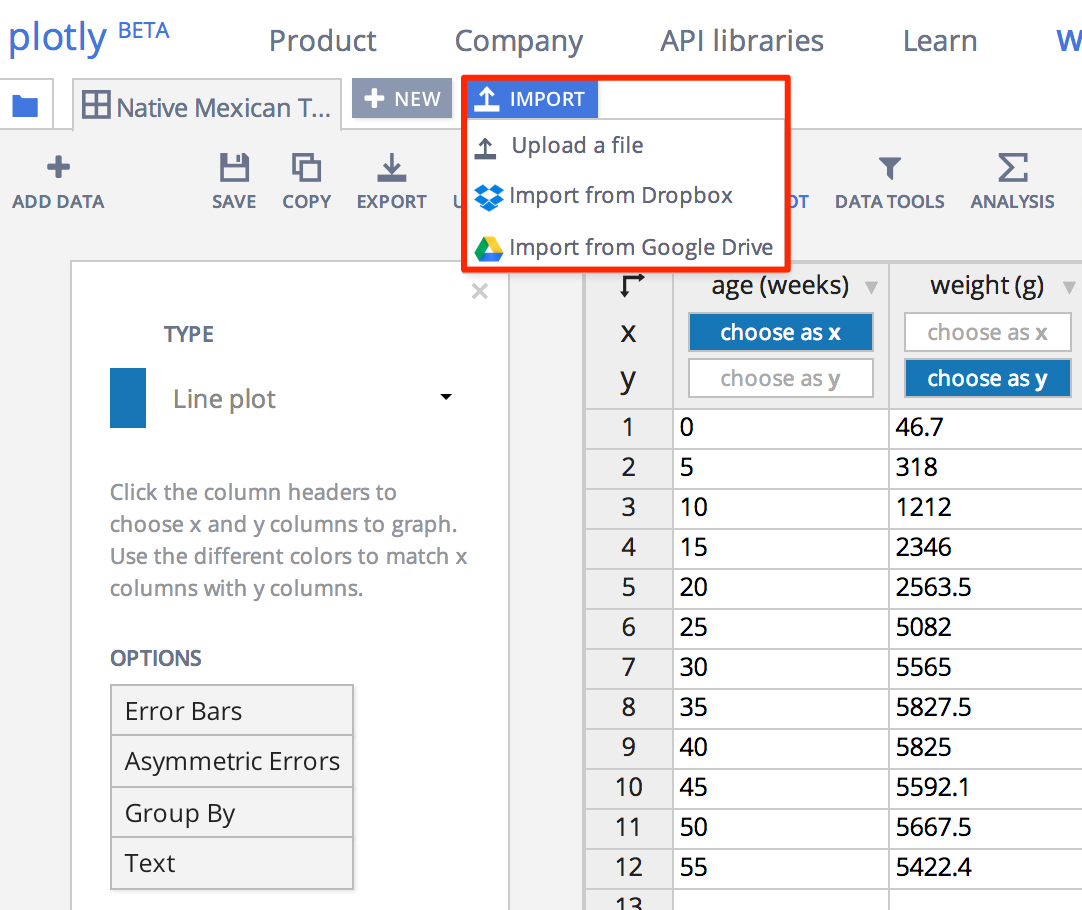 plotly BETA
Product
Company
API libraries
Learn
W
Native Mexican T...
NEW
IMPORT
Upload a file
Import from Dropbox
Import from Google Drive
ADD DATA
SAVE
COPY
EXPORT
DATA TOOLS
ANALYSIS
TYPE
Line plot
Click the column headers to
choose x and y columns to graph.
Use the different colors to match x
columns with y columns.
OPTIONS
Error Bars
Asymmetric Errors
Group By
Text
age (weeks) weight (g)
x choose as x choose as x
y choose as y choose as y
1 0 46.7
2 5 318
3 10 1212
4 15 2346
5 20 2563.5
6 25 5082
7 30 5565
8 35 5827.5
9 40 5825
10 45 5592.1
11 50 5667.5
12 55 5422.4
13